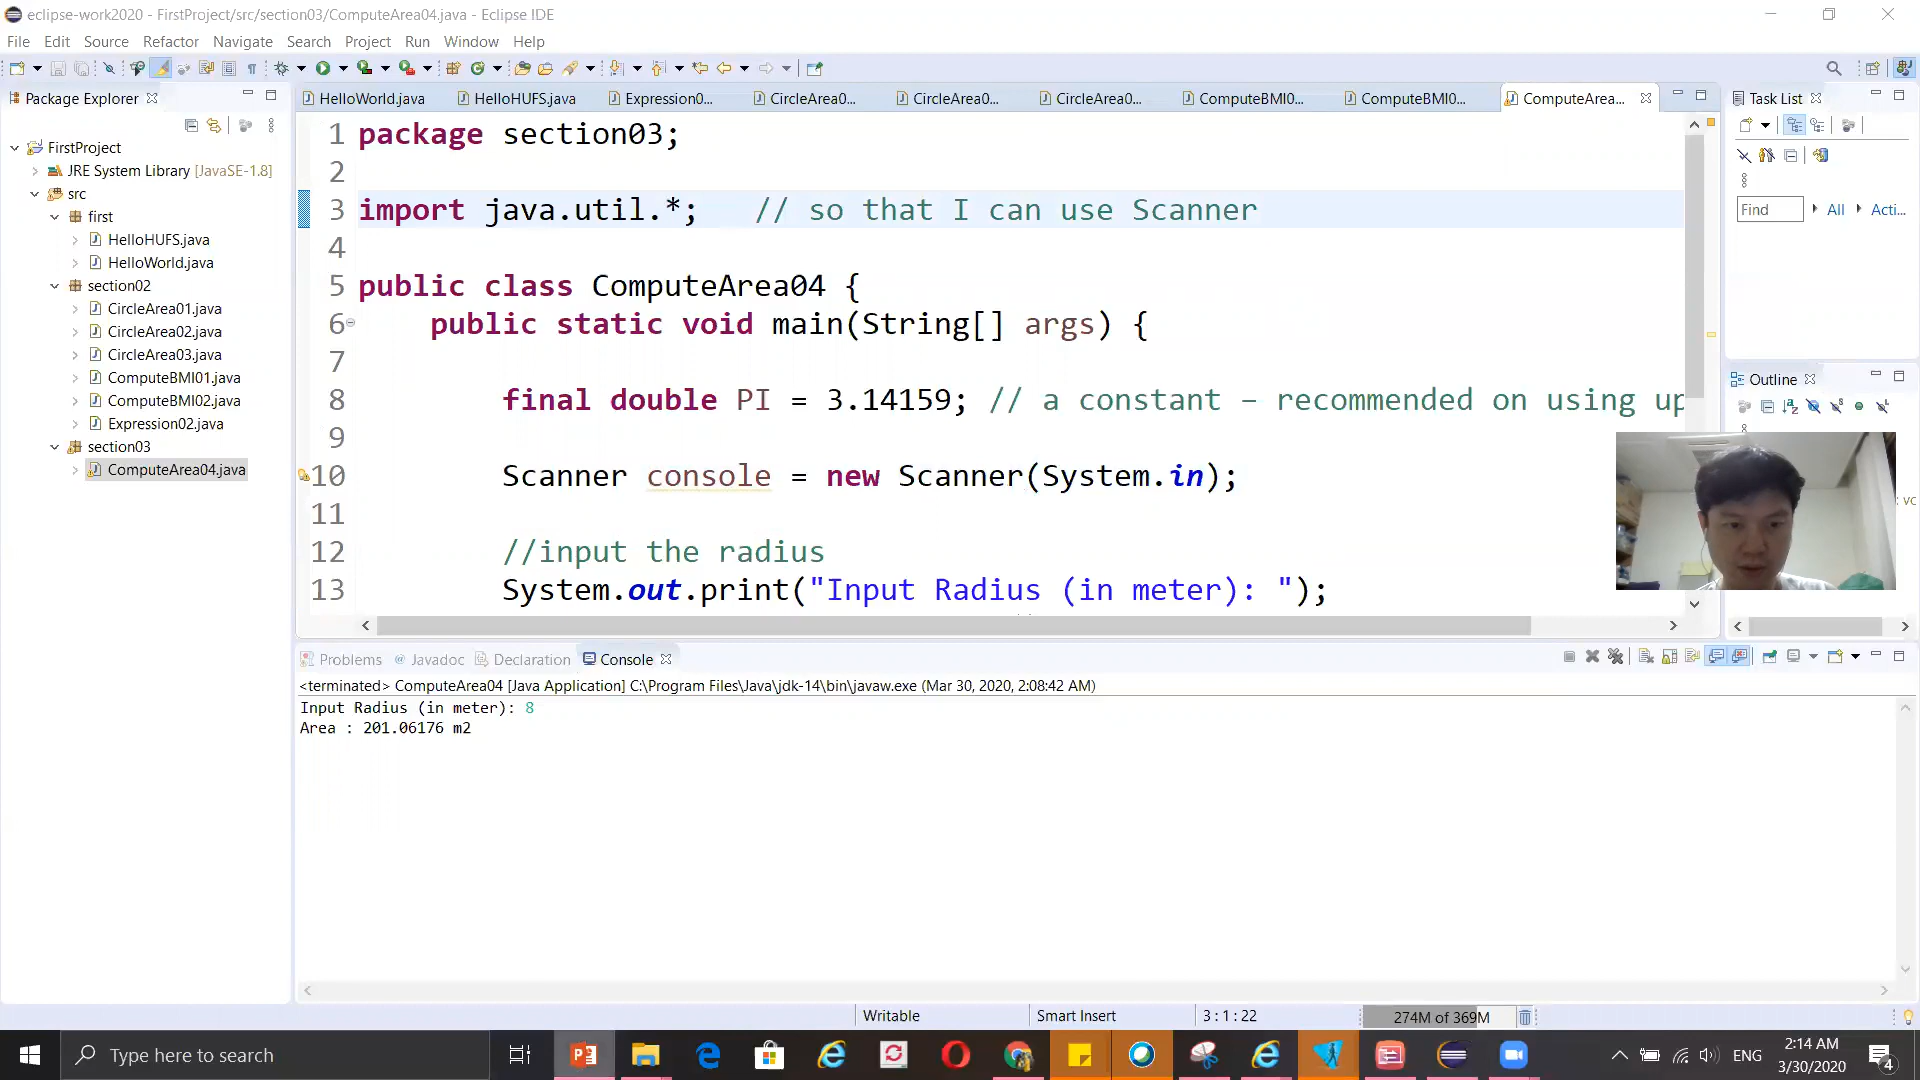 eclipse-work2020 - FirstProject/src/section03/ComputeArea04.java - Eclipse IDE
File Edit Source Refactor Navigate Search Project Run Window Help
Package Explorer
FirstProject
JRE System Library [JavaSE-1.8]
src
first
HelloHUFS.java
HelloWorld.java
section02
CircleArea01.java
CircleArea02.java
CircleArea03.java
ComputeBMI01.java
ComputeBMI02.java
Expression02.java
section03
ComputeArea04.java
HelloWorld.java HelloHUFS.java Expression0... CircleArea0... CircleArea0... CircleArea0... ComputeBMI0... ComputeBMI0... ComputeArea...
1 package section03;
2
3 import java.util.*; // so that I can use Scanner
4
5 public class ComputeArea04 {
6 public static void main(String[] args) {
7
8 final double PI = 3.14159; // a constant – recommended on using up
9
10 Scanner console = new Scanner(System.in);
11
12 //input the radius
13 System.out.print("Input Radius (in meter): ");
Task List
Find All Acti...
Outline
: vc
Problems Javadoc Declaration Console
<terminated> ComputeArea04 [Java Application] C:\Program Files\Java\jdk-14\bin\javaw.exe (Mar 30, 2020, 2:08:42 AM)
Input Radius (in meter): 8
Area : 201.06176 m2
Writable Smart Insert 3 : 1 : 22 274M of 369M
Type here to search
ENG
2:14 AM
3/30/2020
4